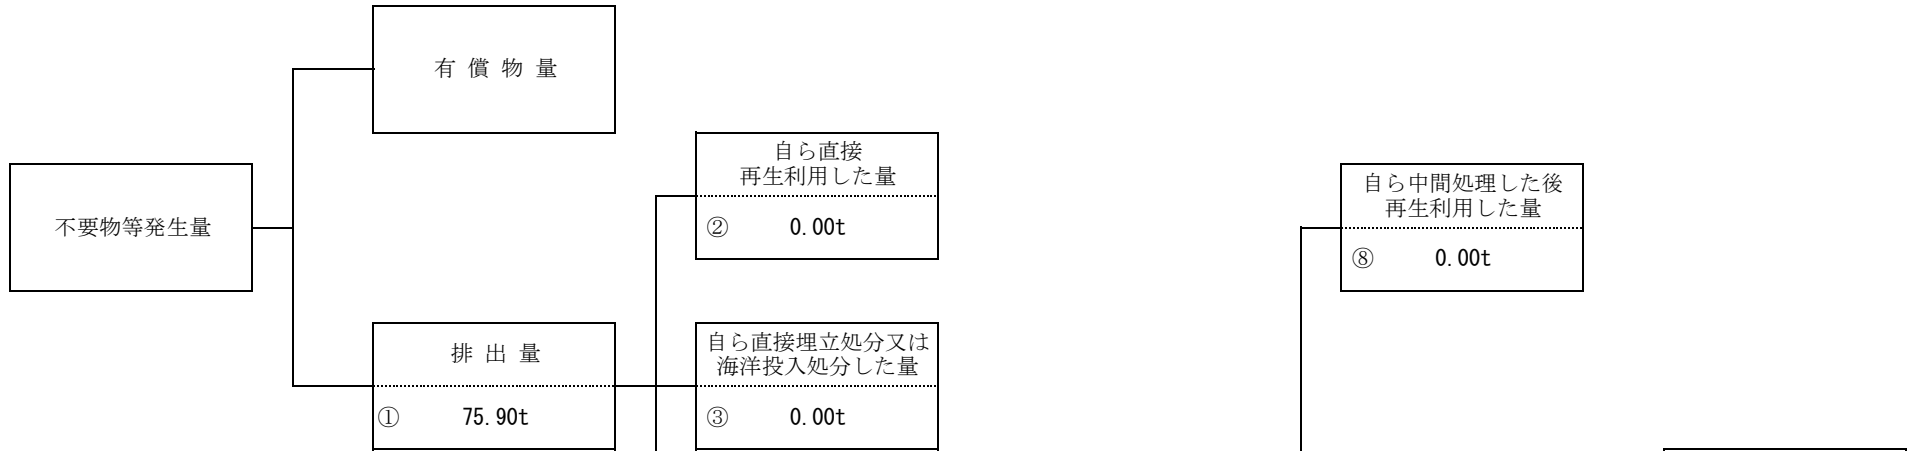 有 償 物 量
自ら直接
再生利用した量
② 0.00t
自ら中間処理した後
再生利用した量
⑧ 0.00t
不要物等発生量
排 出 量
① 75.90t
自ら直接埋立処分又は
海洋投入処分した量
③ 0.00t